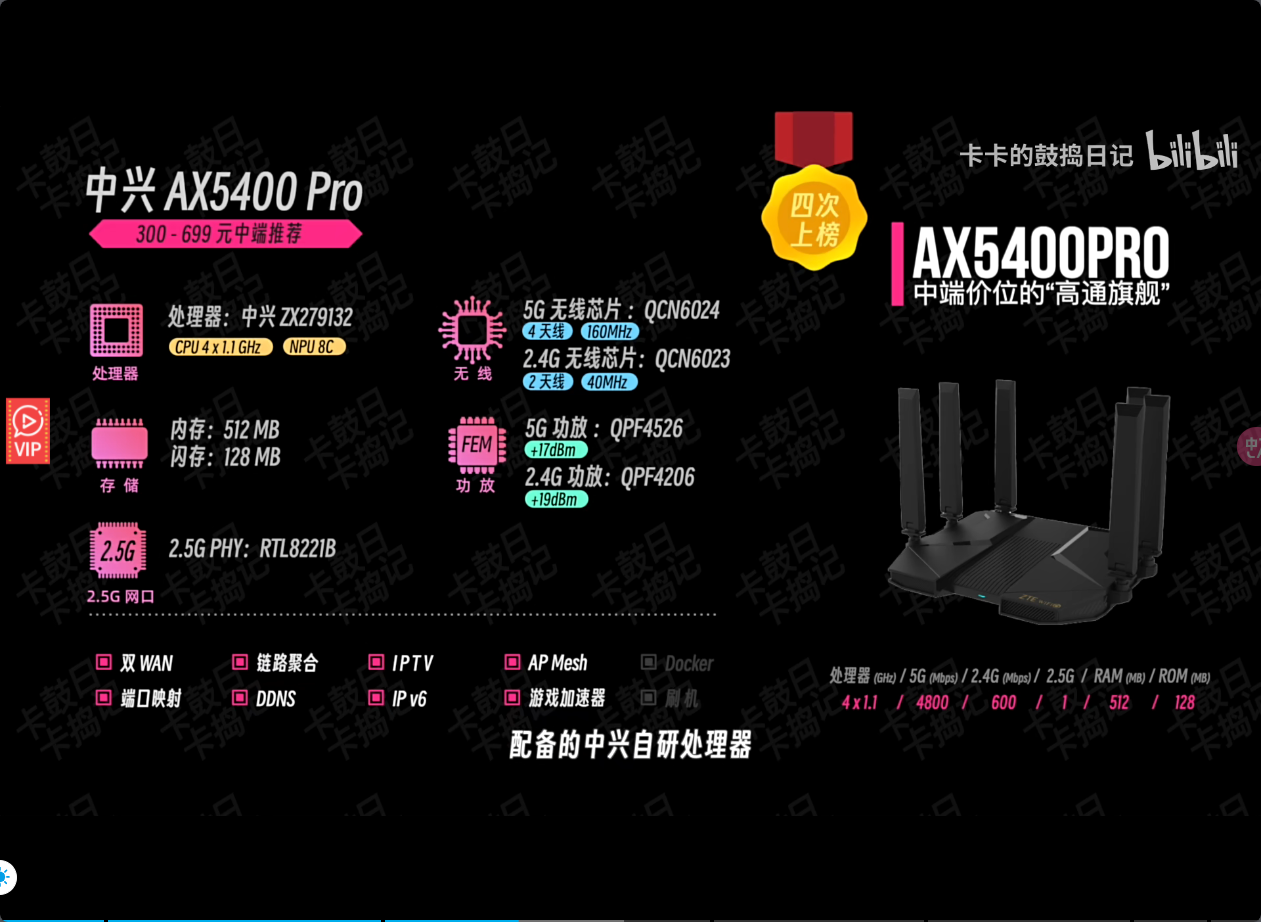 卡卡的鼓捣日记 bilibili
中兴 AX5400 Pro
300 - 699 元中端推荐
四次
上榜
AX5400PRO
中端价位的“高通旗舰”
处理器：中兴 ZX279132
CPU 4 x 1.1 GHz NPU 8C
处理器
5G 无线芯片：QCN6024
4 天线 160MHz
2.4G 无线芯片：QCN6023
2 天线 40MHz
无线
内存：512 MB
闪存：128 MB
存储
FEM
5G 功放：QPF4526
+17dBm
2.4G 功放：QPF4206
+19dBm
功放
2.5G
2.5G PHY：RTL8221B
2.5G 网口
双 WAN 链路聚合 IPTV AP Mesh Docker
端口映射 DDNS IP v6 游戏加速器 刷机
处理器 (GHz) / 5G (Mbps) / 2.4G (Mbps) / 2.5G / RAM (MB) / ROM (MB)
4 x 1.1 / 4800 / 600 / 1 / 512 / 128
配备的中兴自研处理器
VIP
ZTE
卡卡鼓捣日记